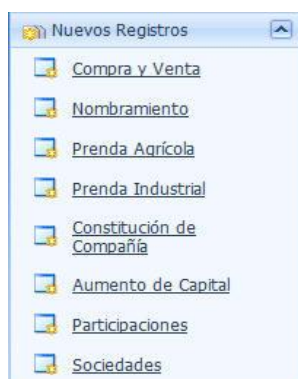 Nuevos Registros
Compra y Venta
Nombramiento
Prenda Agrícola
Prenda Industrial
Constitución de
Compañía
Aumento de Capital
Participaciones
Sociedades